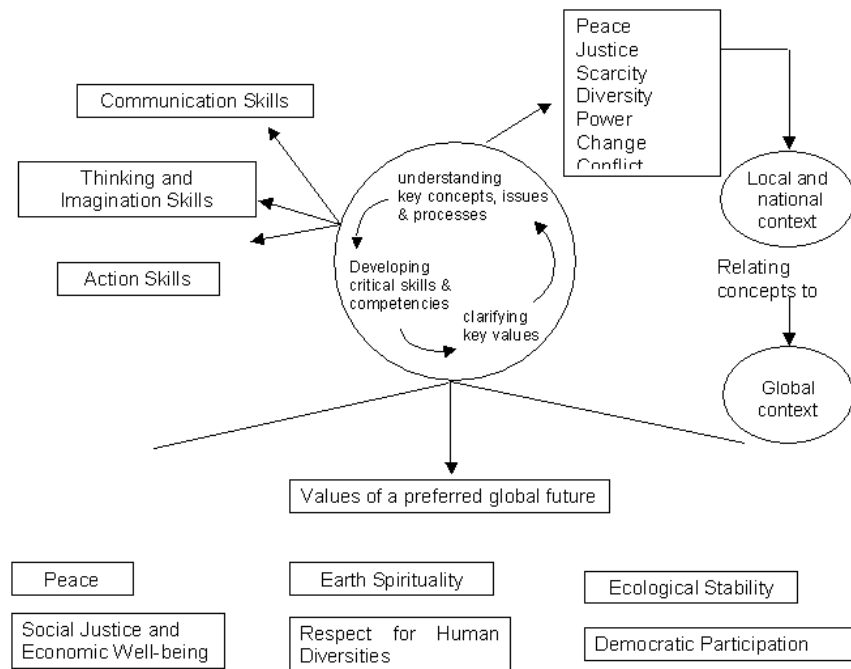 Peace
Justice
Scarcity
Diversity
Power
Change
Conflict
Communication Skills
Thinking and
Imagination Skills
Action Skills
understanding
key concepts, issues
& processes
Developing
critical skills &
competencies
clarifying
key values
Local and
national
context
Relating
concepts to
Global
context
Values of a preferred global future
Peace
Earth Spirituality
Ecological Stability
Social Justice and
Economic Well-being
Respect for Human
Diversities
Democratic Participation